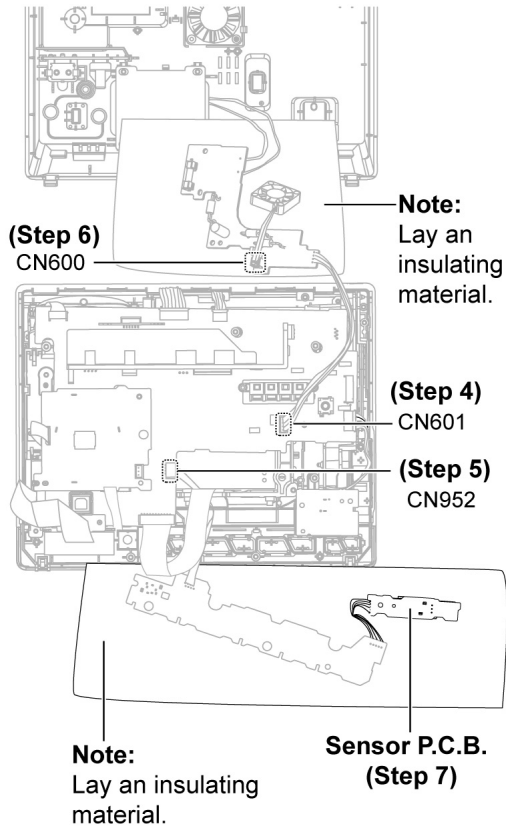 Note:
Lay an
insulating
material.
(Step 6)
CN600
(Step 4)
CN601
(Step 5)
CN952
Note:
Lay an insulating
material.
Sensor P.C.B.
(Step 7)